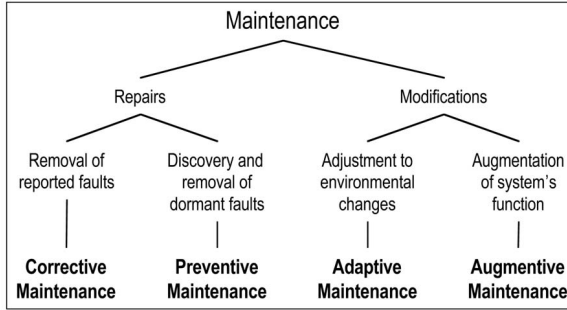 Maintenance
Repairs
Modifications
Removal of
reported faults
Discovery and
removal of
dormant faults
Adjustment to
environmental
changes
Augmentation
of system's
function
Corrective
Maintenance
Preventive
Maintenance
Adaptive
Maintenance
Augmentive
Maintenance